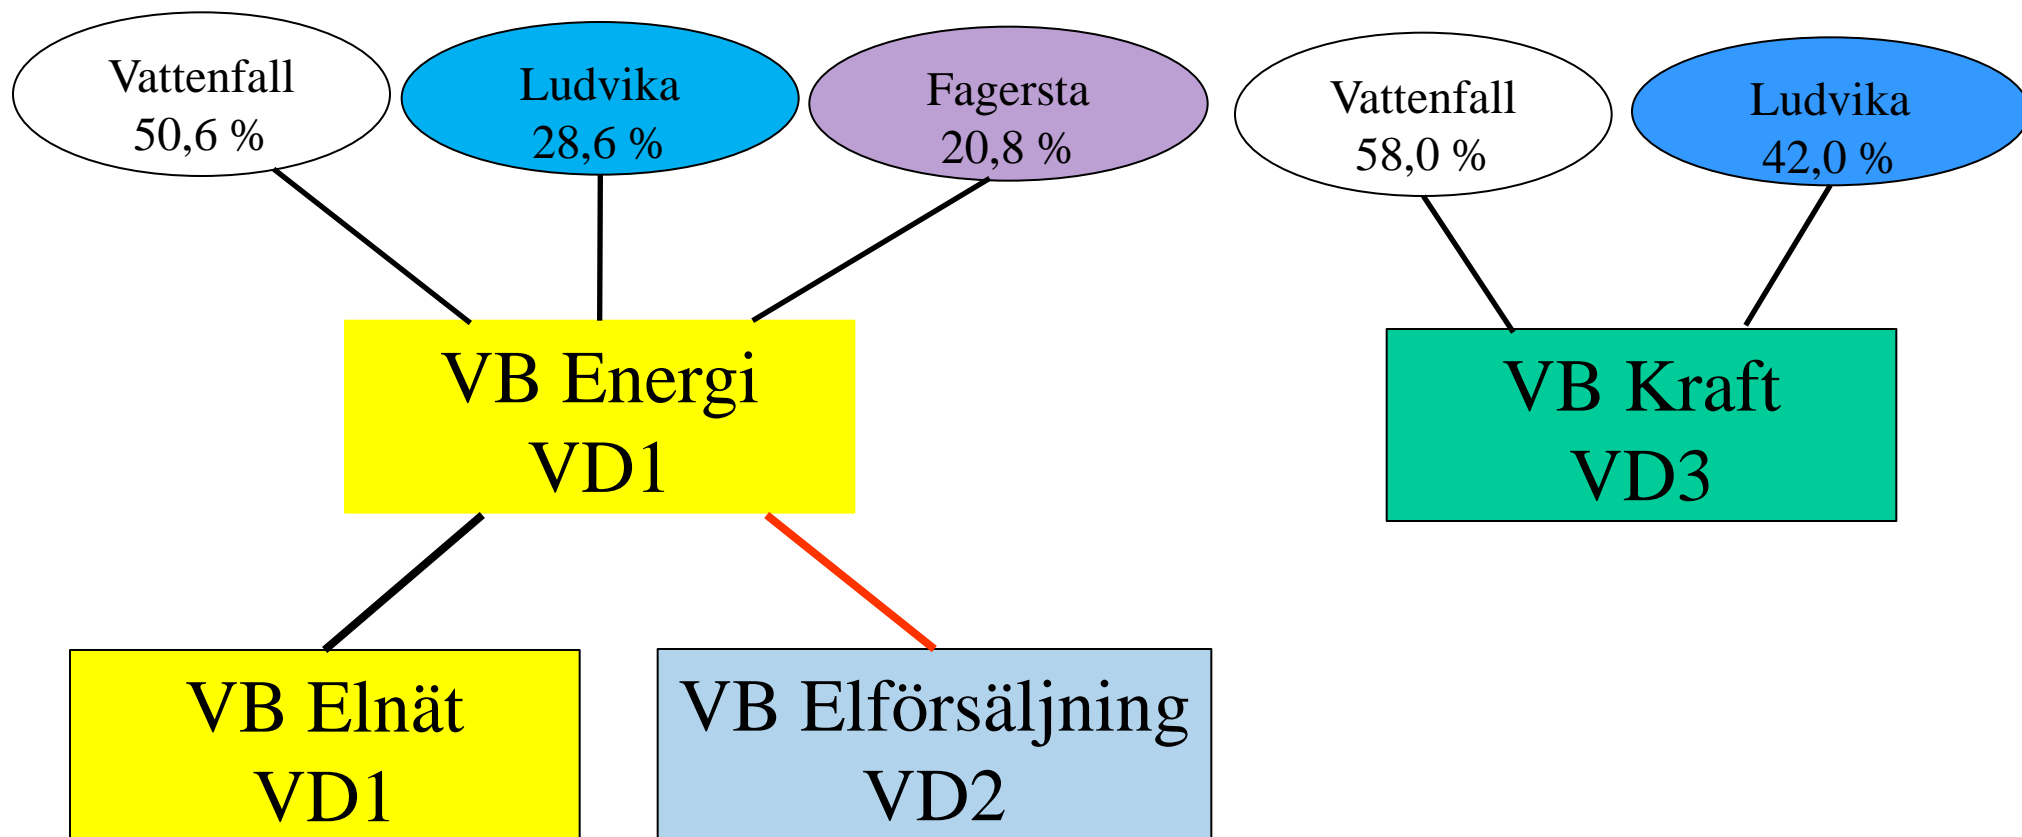 Vattenfall
50,6 %
Ludvika
28,6 %
Fagersta
20,8 %
Vattenfall
58,0 %
Ludvika
42,0 %
VB Energi
VD1
VB Kraft
VD3
VB Elnät
VD1
VB Elförsäljning
VD2